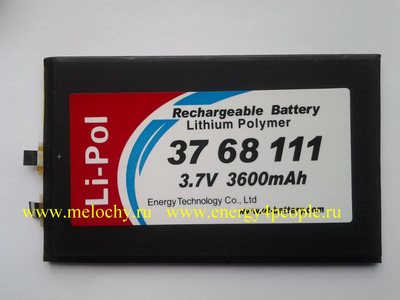 Li-Pol
Rechargeable Battery
Lithium Polymer
37 68 111
3.7V 3600mAh
Energy Technology Co., Ltd
www.melochy.ru www.energy4people.ru